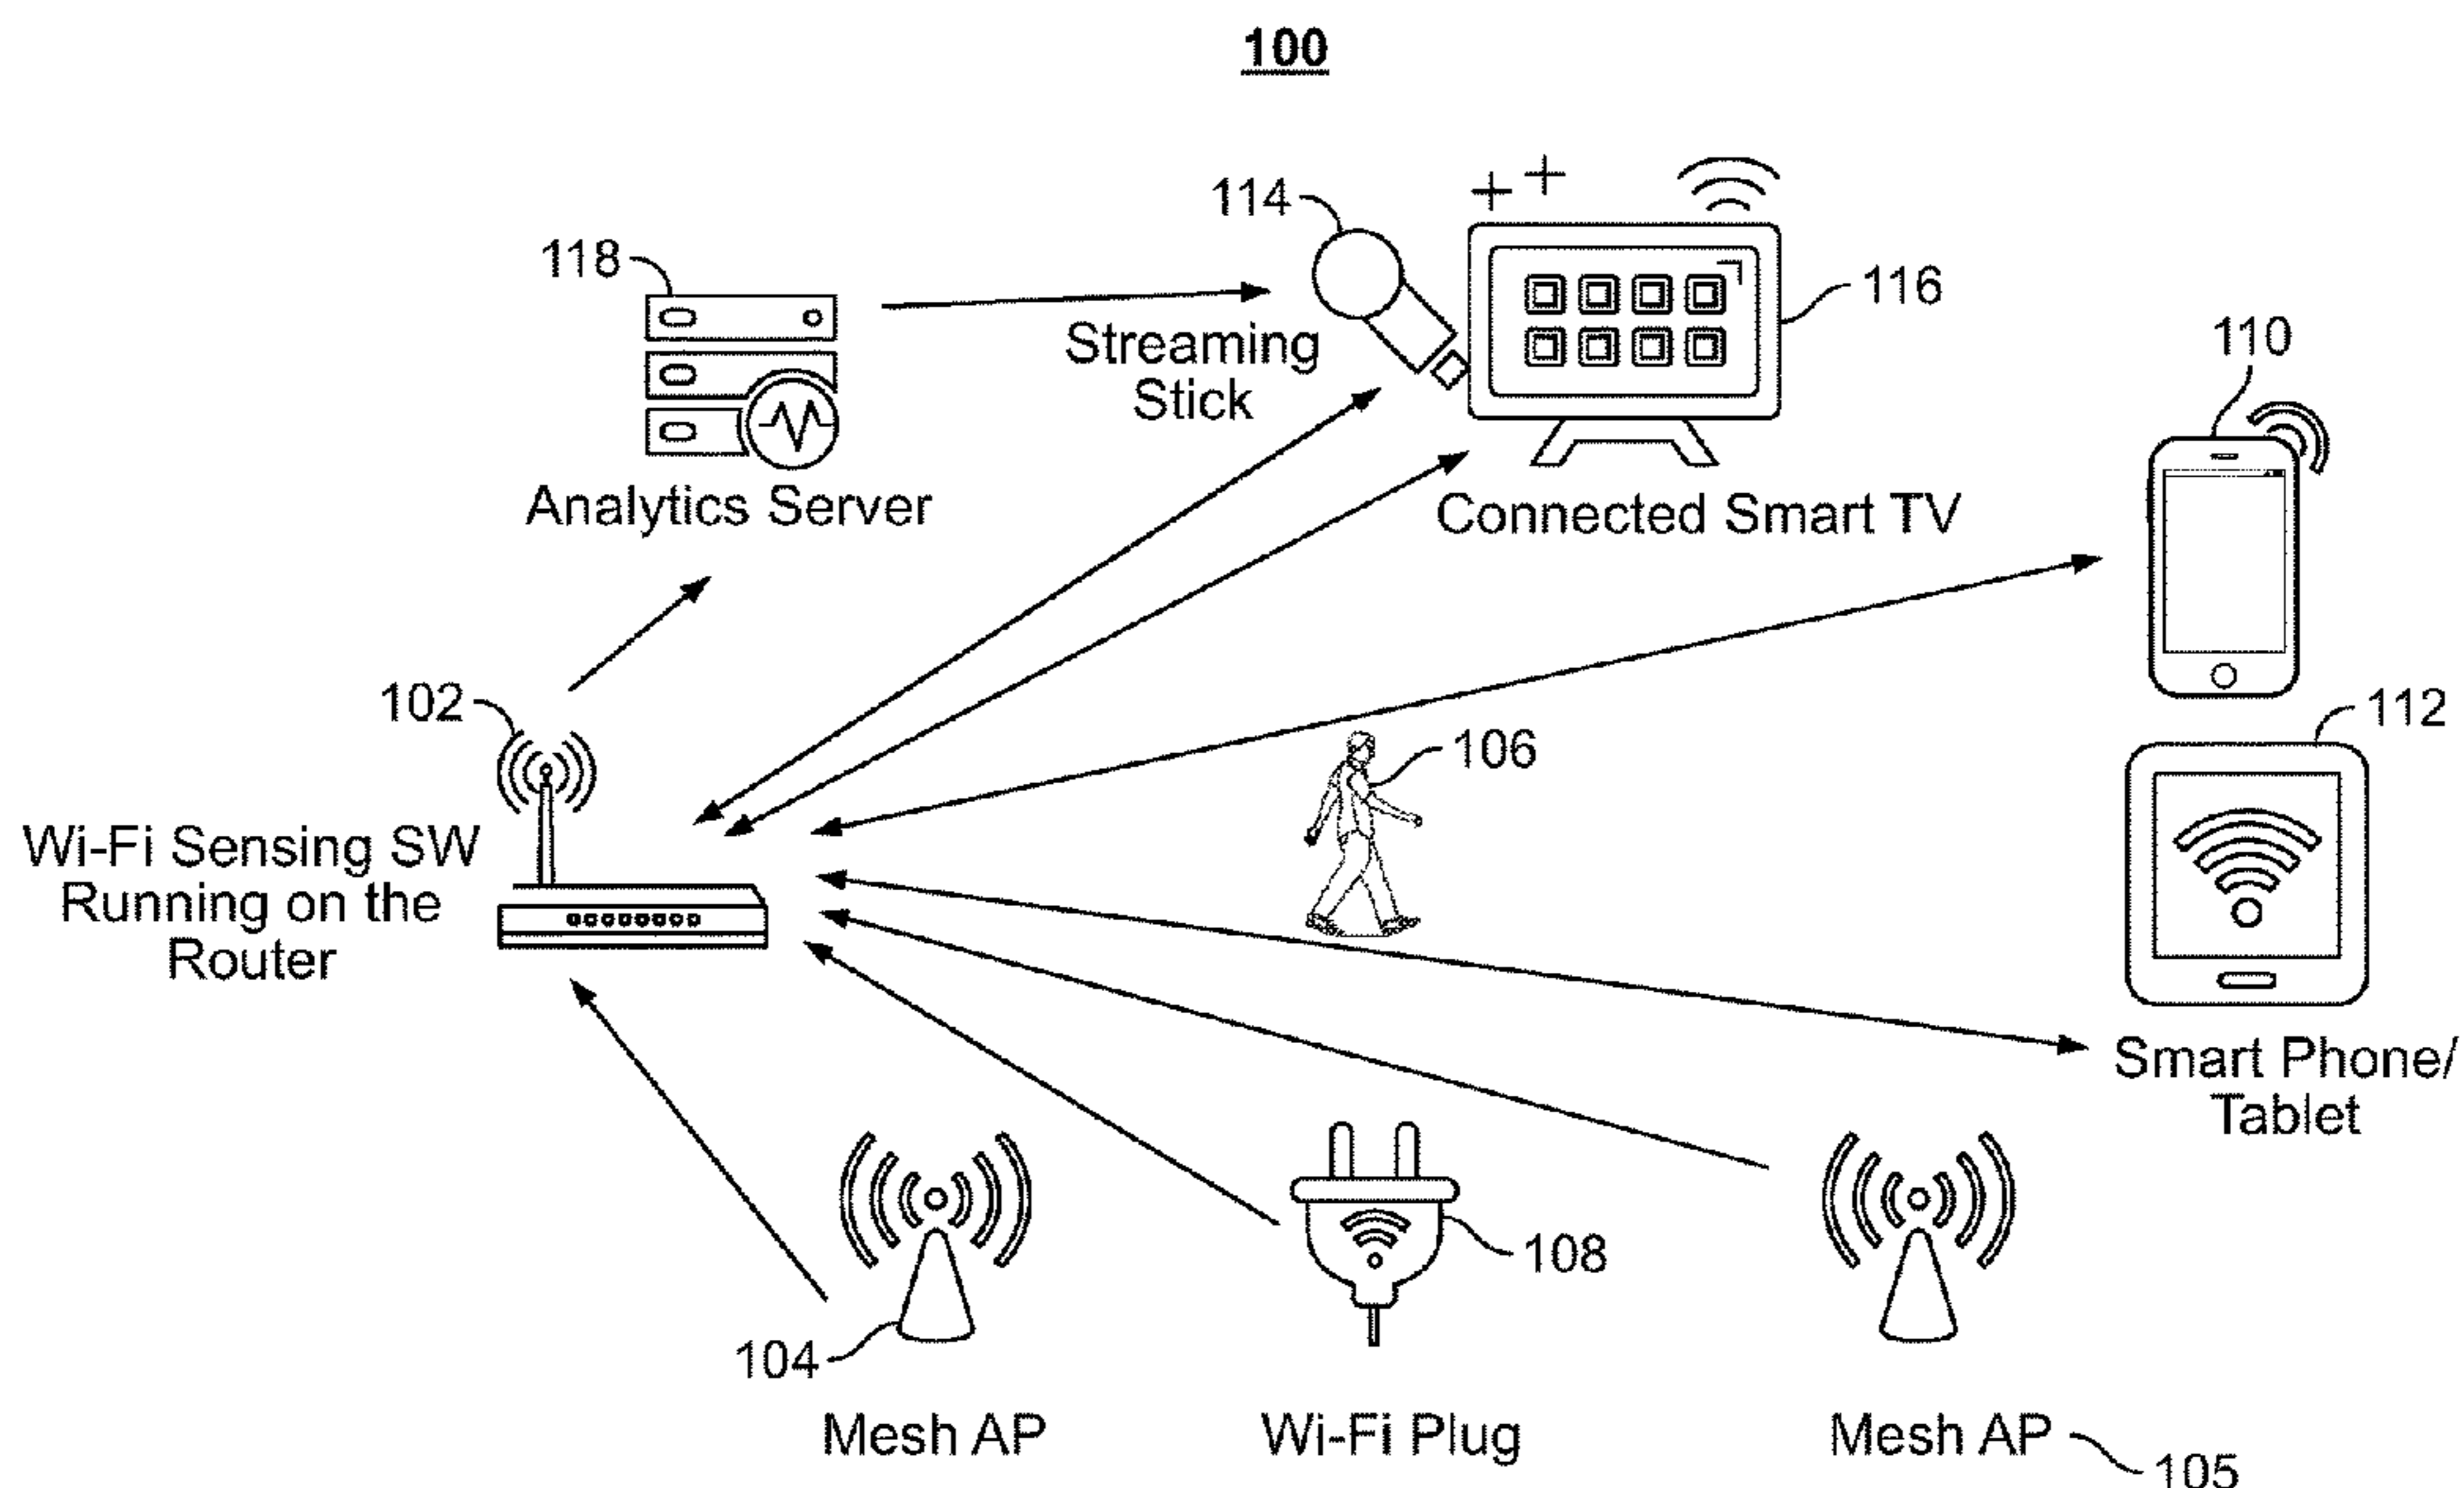 100
114
118
116
Streaming
Stick
110
Analytics Server
Connected Smart TV
102
112
106
Wi-Fi Sensing SW
Running on the
Router
Smart Phone/
Tablet
108
104
Mesh AP
Wi-Fi Plug
Mesh AP
105